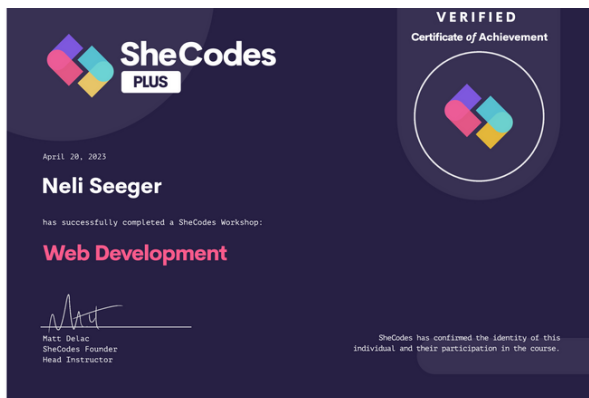 SheCodes
PLUS
VERIFIED
Certificate of Achievement
April 20, 2023
Neli Seeger
has successfully completed a SheCodes Workshop:
Web Development
Matt Delac
SheCodes Founder
Head Instructor
SheCodes has confirmed the identity of this
individual and their participation in the course.